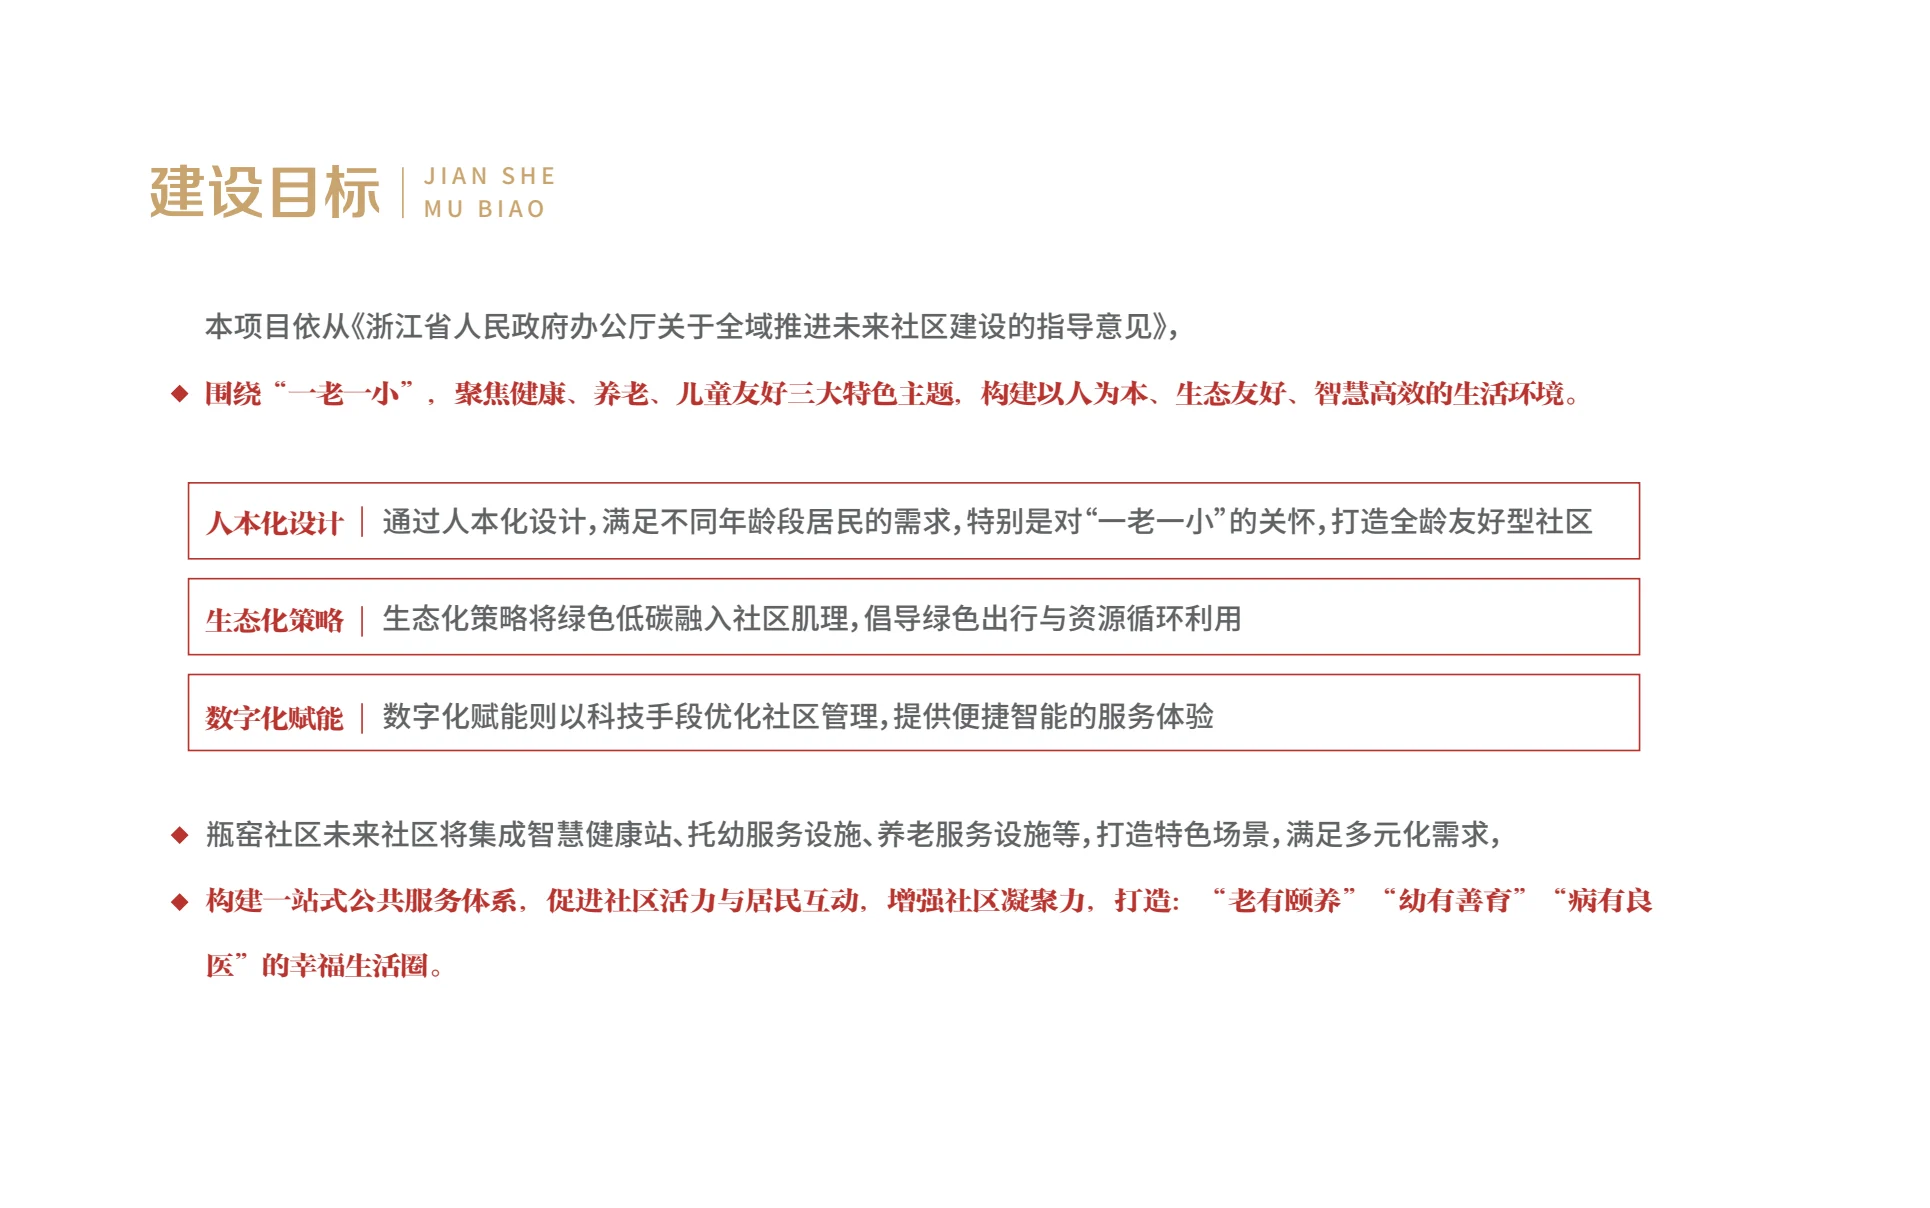 建设目标
JIAN SHE
MU BIAO
本项目依从《浙江省人民政府办公厅关于全域推进未来社区建设的指导意见》，
围绕“一老一小”，聚焦健康、养老、儿童友好三大特色主题，构建以人为本、生态友好、智慧高效的生活环境。
人本化设计 | 通过人本化设计，满足不同年龄段居民的需求，特别是对“一老一小”的关怀，打造全龄友好型社区
生态化策略 | 生态化策略将绿色低碳融入社区肌理，倡导绿色出行与资源循环利用
数字化赋能 | 数字化赋能则以科技手段优化社区管理，提供便捷智能的服务体验
瓶窑社区未来社区将集成智慧健康站、托幼服务设施、养老服务设施等，打造特色场景，满足多元化需求，
构建一站式公共服务体系，促进社区活力与居民互动，增强社区凝聚力，打造：“老有颐养”“幼有善育”“病有良
医”的幸福生活圈。